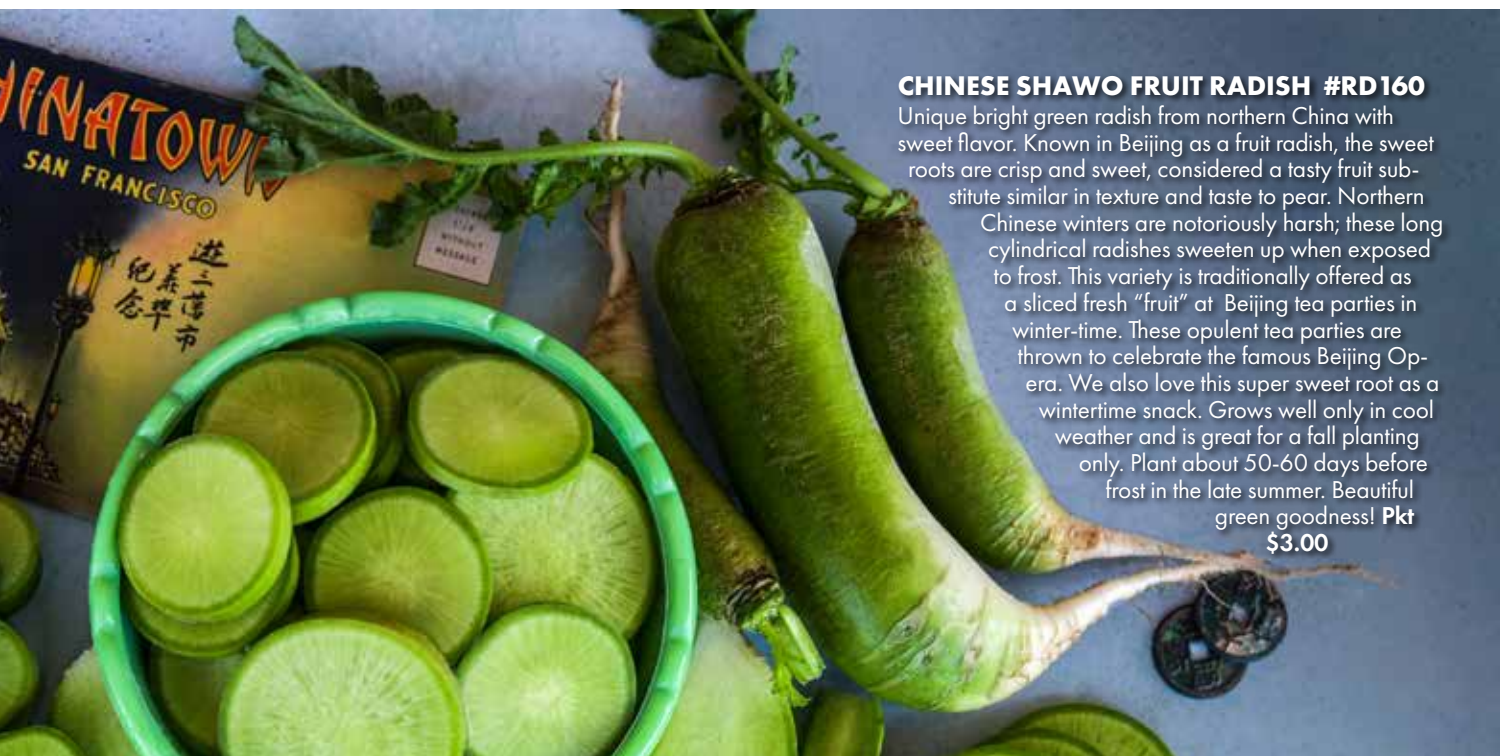 HINATOWN
SAN FRANCISCO
遊三藩市
華
紀念
WITHOUT
MESSAGE
CHINESE SHAWO FRUIT RADISH #RD160
Unique bright green radish from northern China with
sweet flavor. Known in Beijing as a fruit radish, the sweet
roots are crisp and sweet, considered a tasty fruit sub-
stitute similar in texture and taste to pear. Northern
Chinese winters are notoriously harsh; these long
cylindrical radishes sweeten up when exposed
to frost. This variety is traditionally offered as
a sliced fresh “fruit” at Beijing tea parties in
winter-time. These opulent tea parties are
thrown to celebrate the famous Beijing Op-
era. We also love this super sweet root as a
wintertime snack. Grows well only in cool
weather and is great for a fall planting
only. Plant about 50-60 days before
frost in the late summer. Beautiful
green goodness! Pkt
$3.00